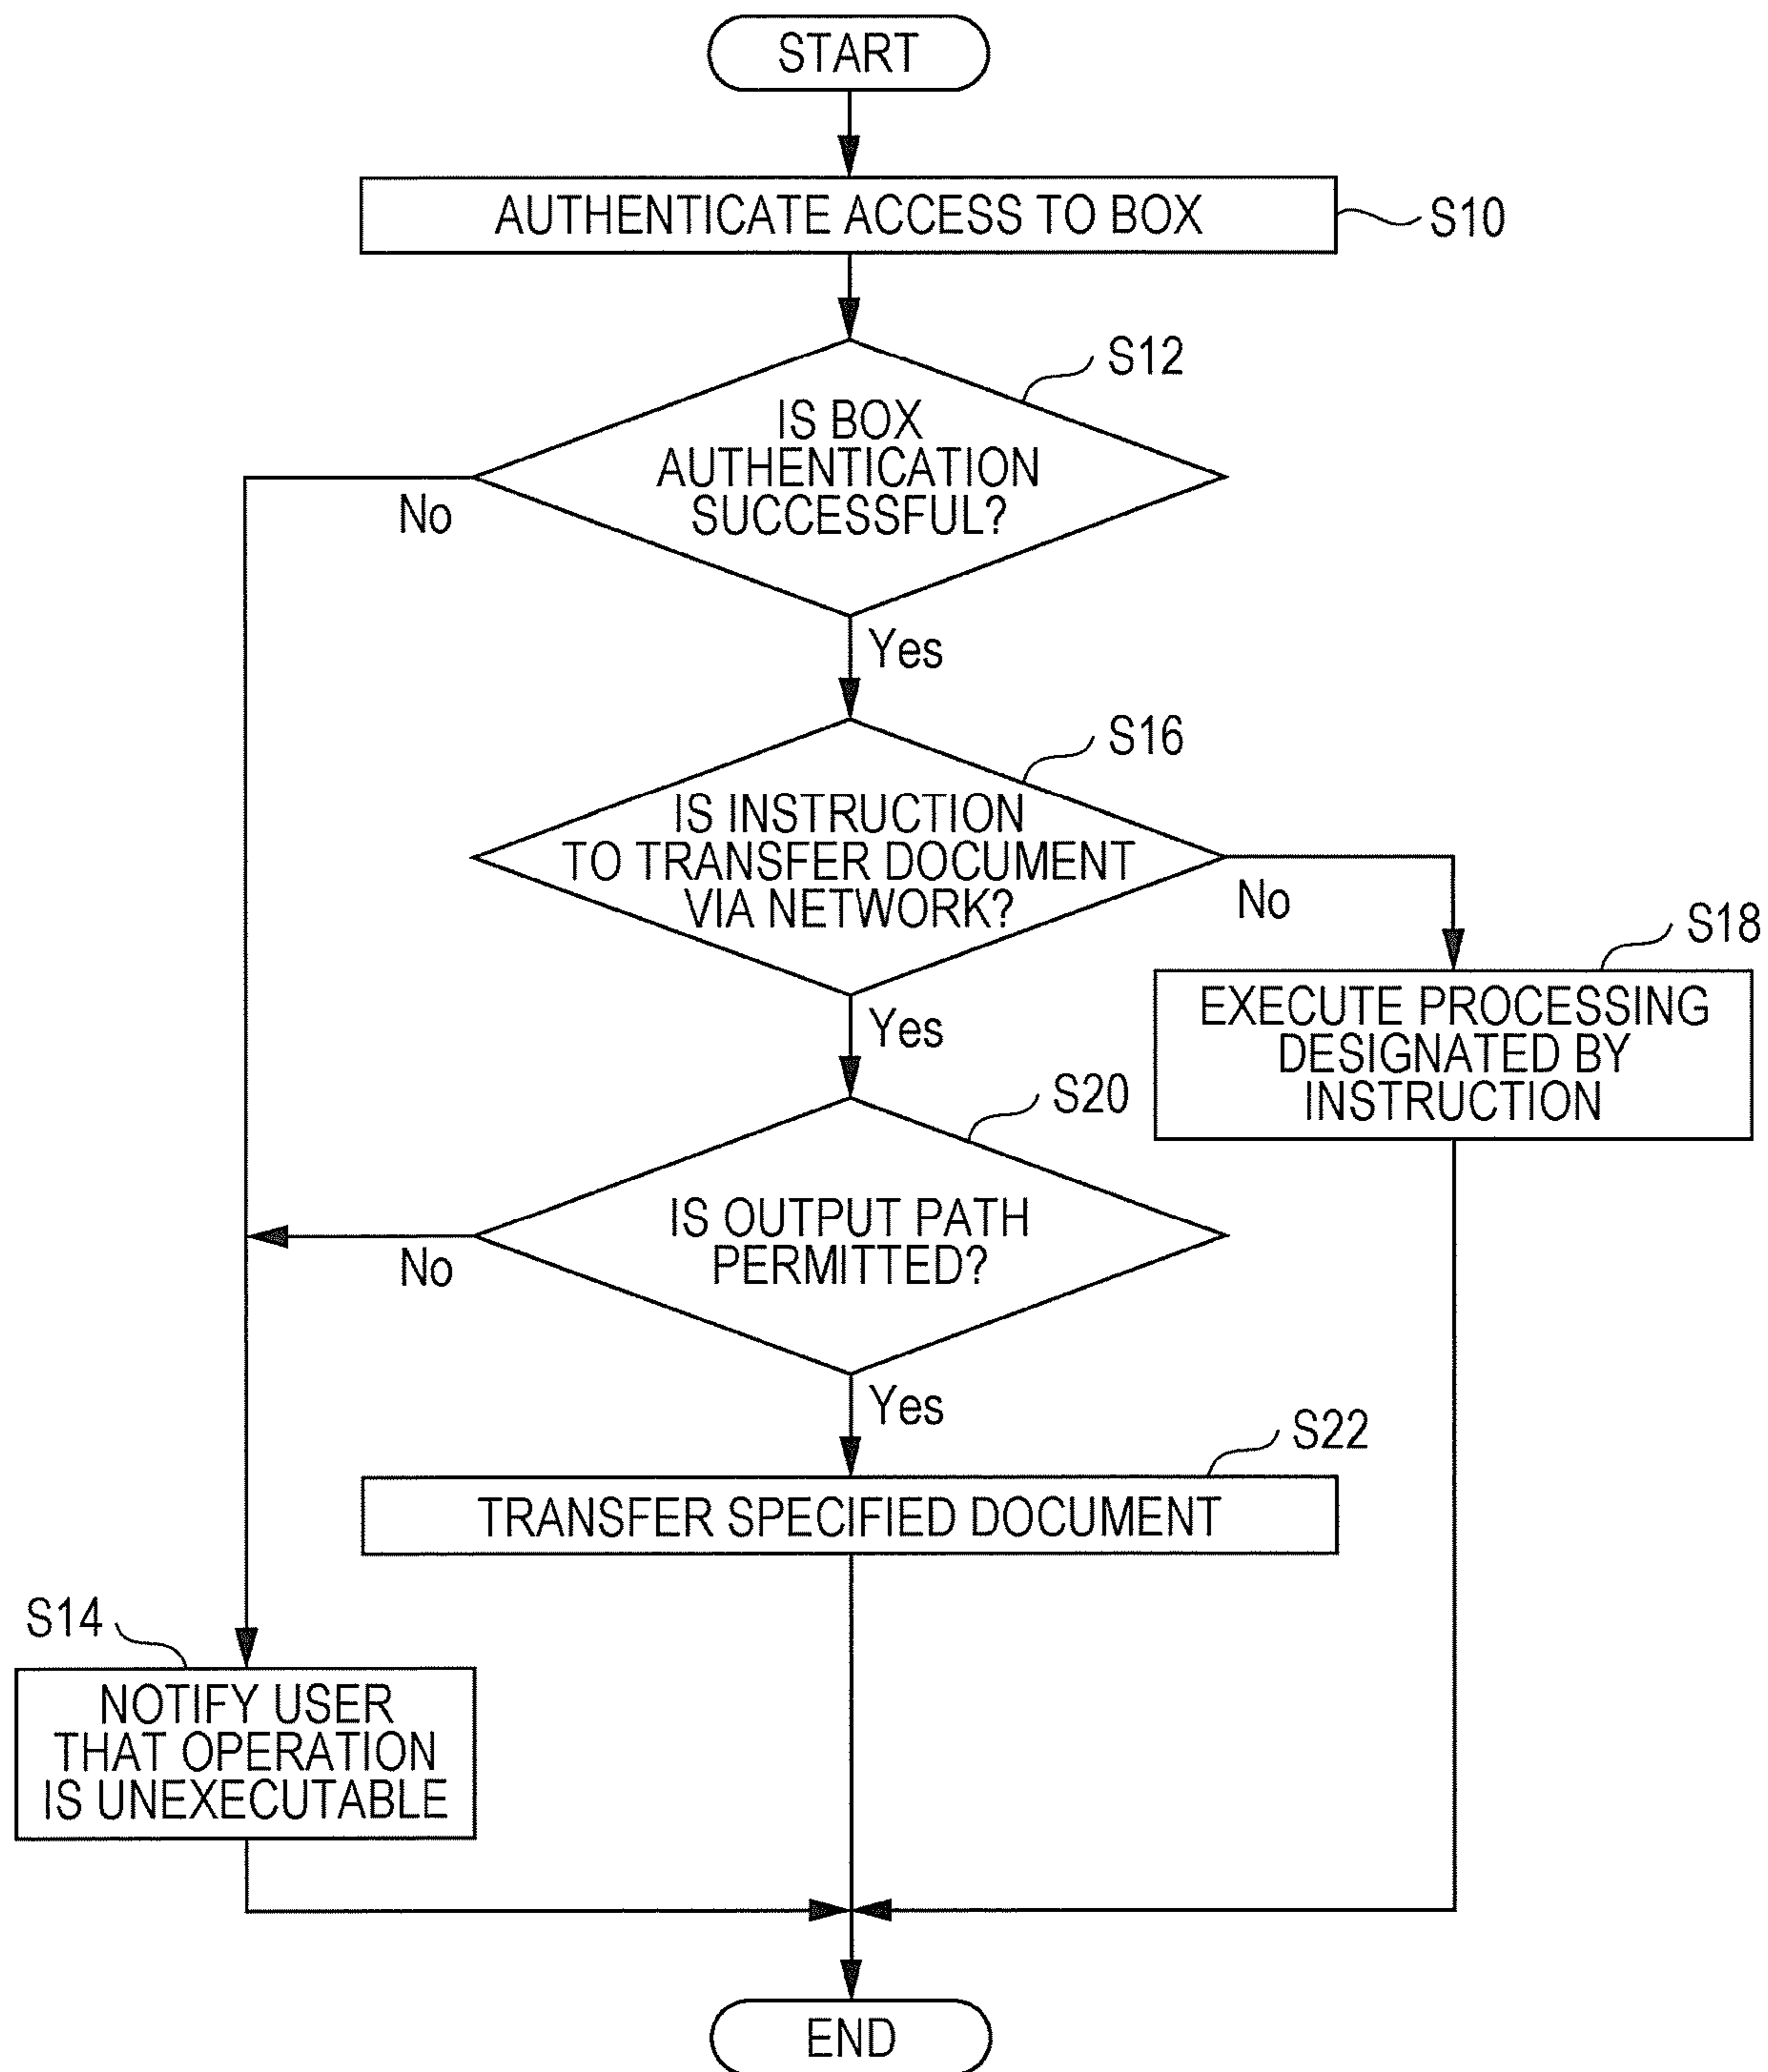 START
AUTHENTICATE ACCESS TO BOX
S10
S12
IS BOX
AUTHENTICATION
SUCCESSFUL?
No
Yes
S16
IS INSTRUCTION
TO TRANSFER DOCUMENT
VIA NETWORK?
No
S18
EXECUTE PROCESSING
DESIGNATED BY
INSTRUCTION
Yes
S20
IS OUTPUT PATH
PERMITTED?
No
Yes
S22
TRANSFER SPECIFIED DOCUMENT
S14
NOTIFY USER
THAT OPERATION
IS UNEXECUTABLE
END